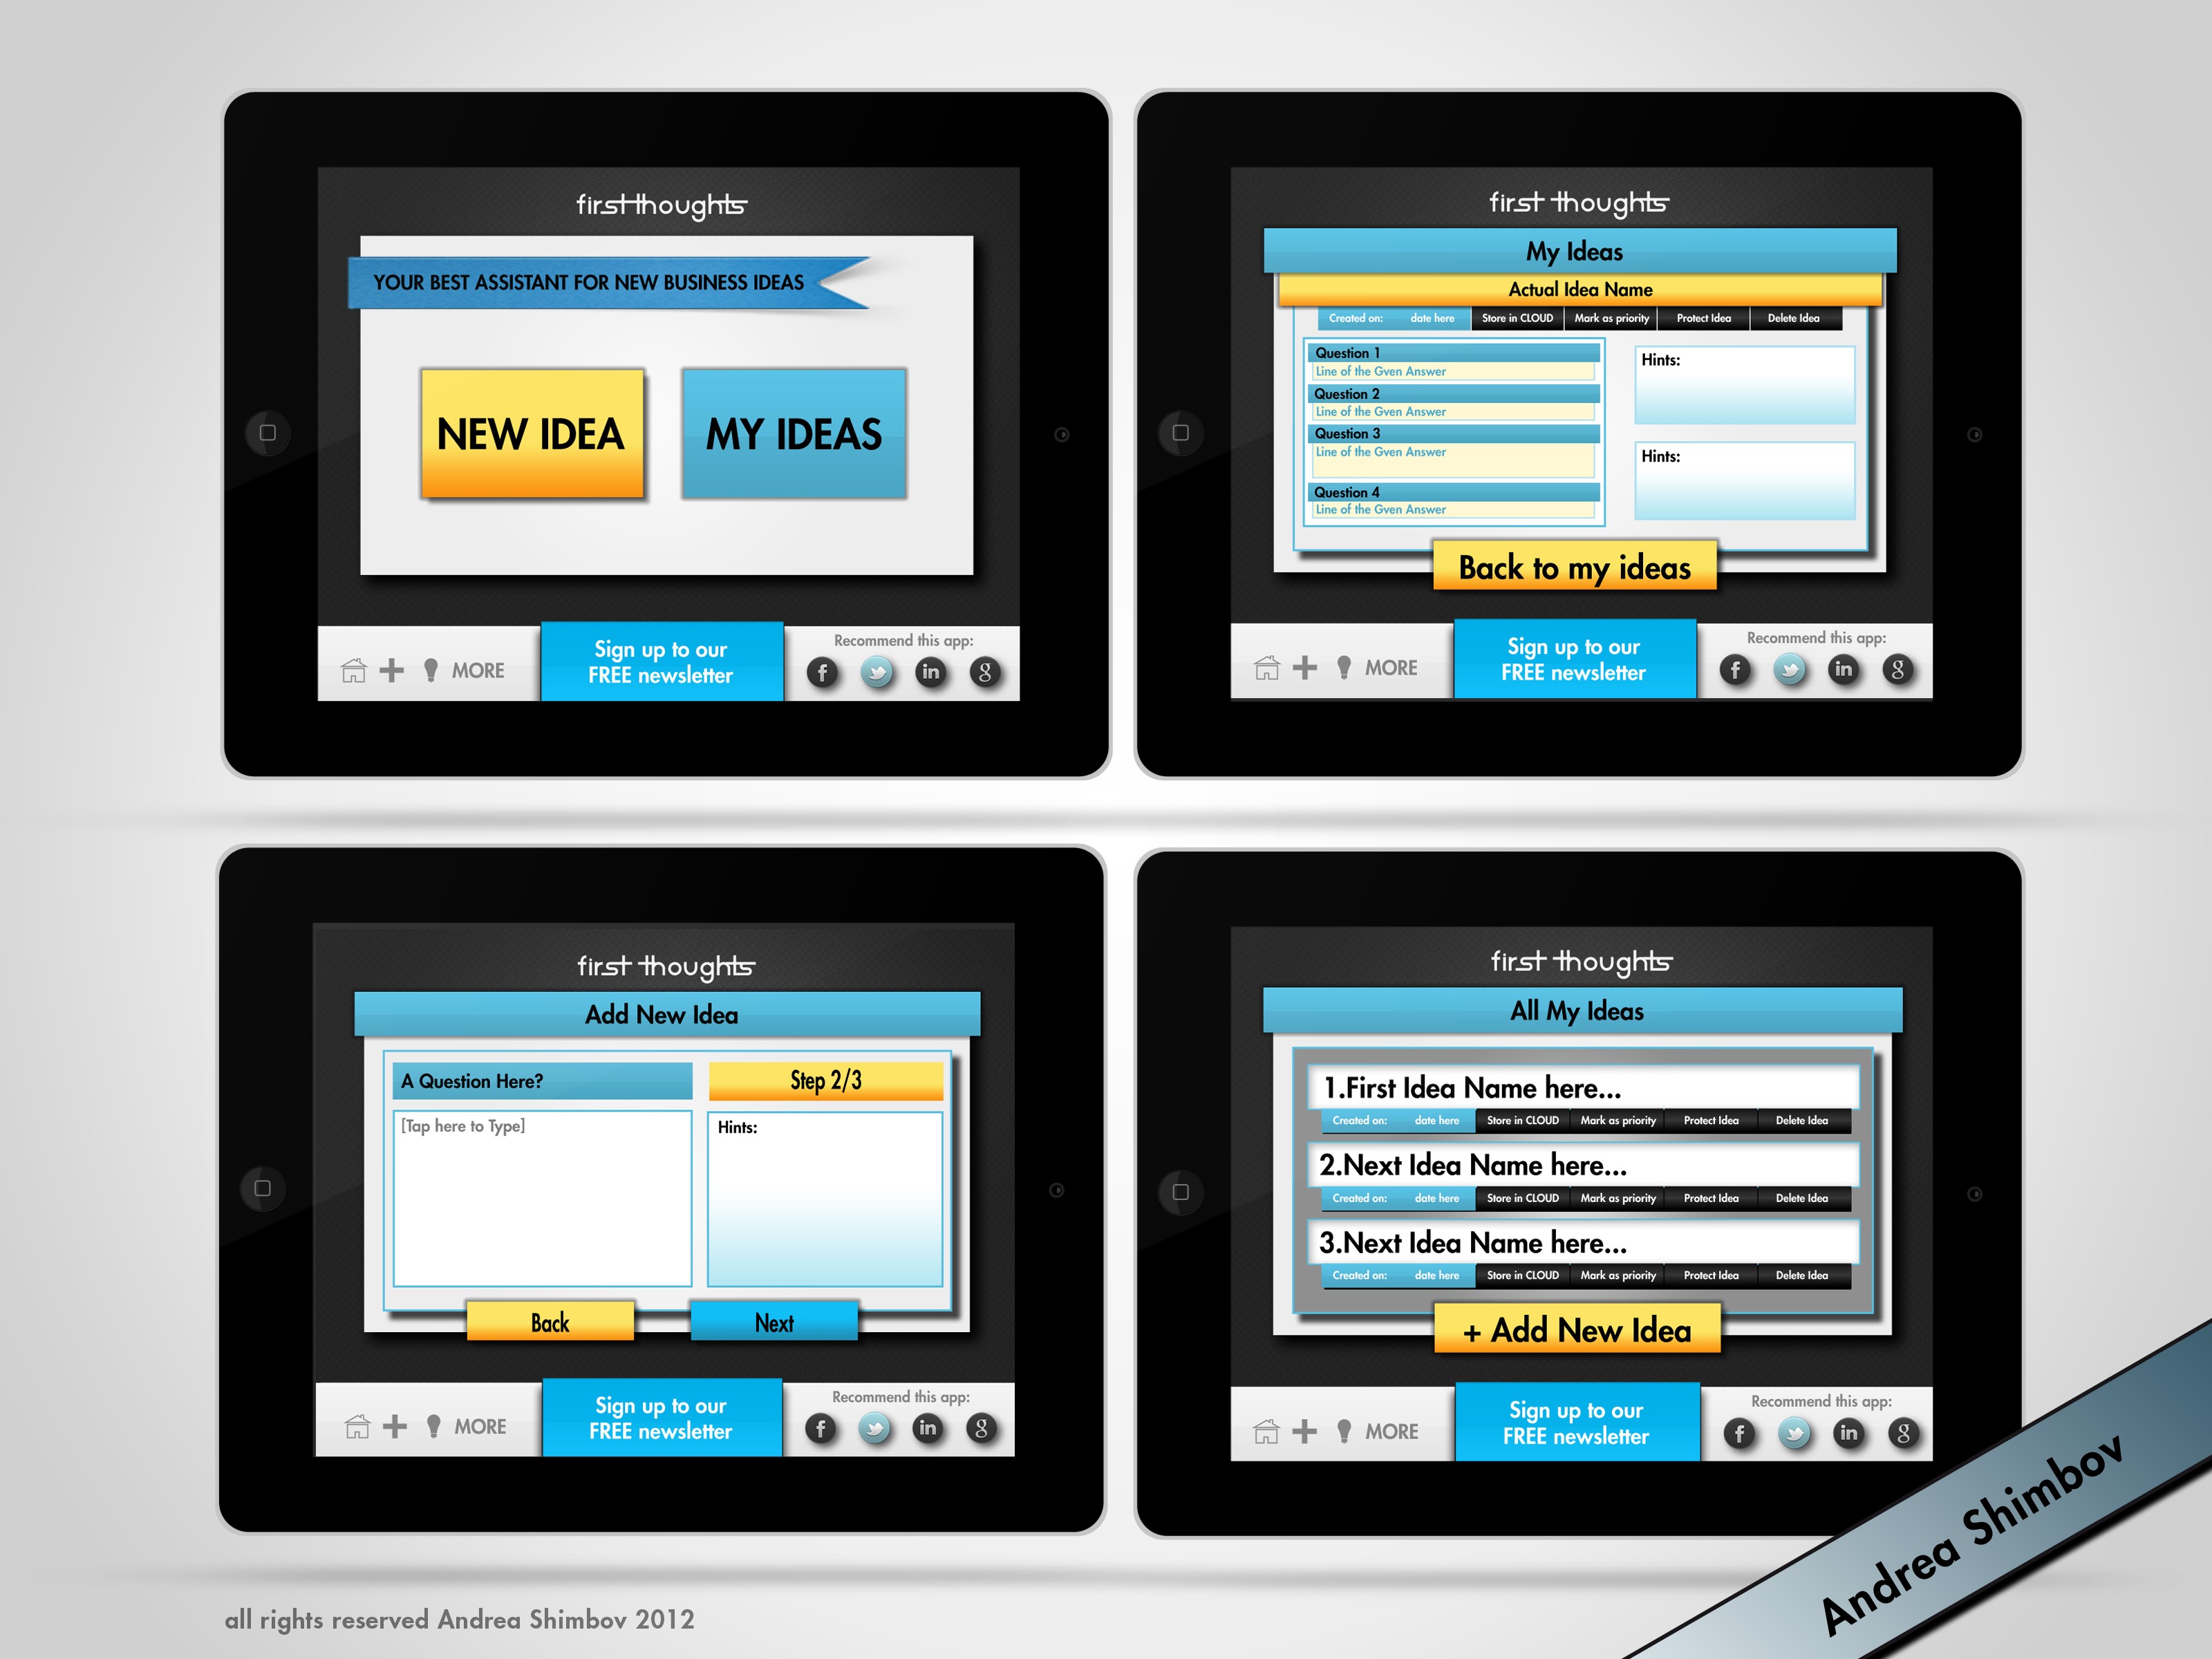 first thoughts
YOUR BEST ASSISTANT FOR NEW BUSINESS IDEAS
NEW IDEA
MY IDEAS
MORE
Sign up to our
FREE newsletter
Recommend this app:
f
in
g
first thoughts
My Ideas
Actual Idea Name
Created on: date here Store in CLOUD Mark as priority Protect Idea Delete Idea
Question 1
Line of the Gven Answer
Question 2
Line of the Gven Answer
Question 3
Line of the Gven Answer
Question 4
Line of the Gven Answer
Hints:
Hints:
Back to my ideas
MORE
Sign up to our
FREE newsletter
Recommend this app:
f
in
g
first thoughts
Add New Idea
A Question Here?
Step 2/3
[Tap here to Type]
Hints:
Back
Next
MORE
Sign up to our
FREE newsletter
Recommend this app:
f
in
g
first thoughts
All My Ideas
1.First Idea Name here...
Created on: date here Store in CLOUD Mark as priority Protect Idea Delete Idea
2.Next Idea Name here...
Created on: date here Store in CLOUD Mark as priority Protect Idea Delete Idea
3.Next Idea Name here...
Created on: date here Store in CLOUD Mark as priority Protect Idea Delete Idea
+ Add New Idea
MORE
Sign up to our
FREE newsletter
Recommend this app:
f
in
g
Andrea Shimbov
all rights reserved Andrea Shimbov 2012